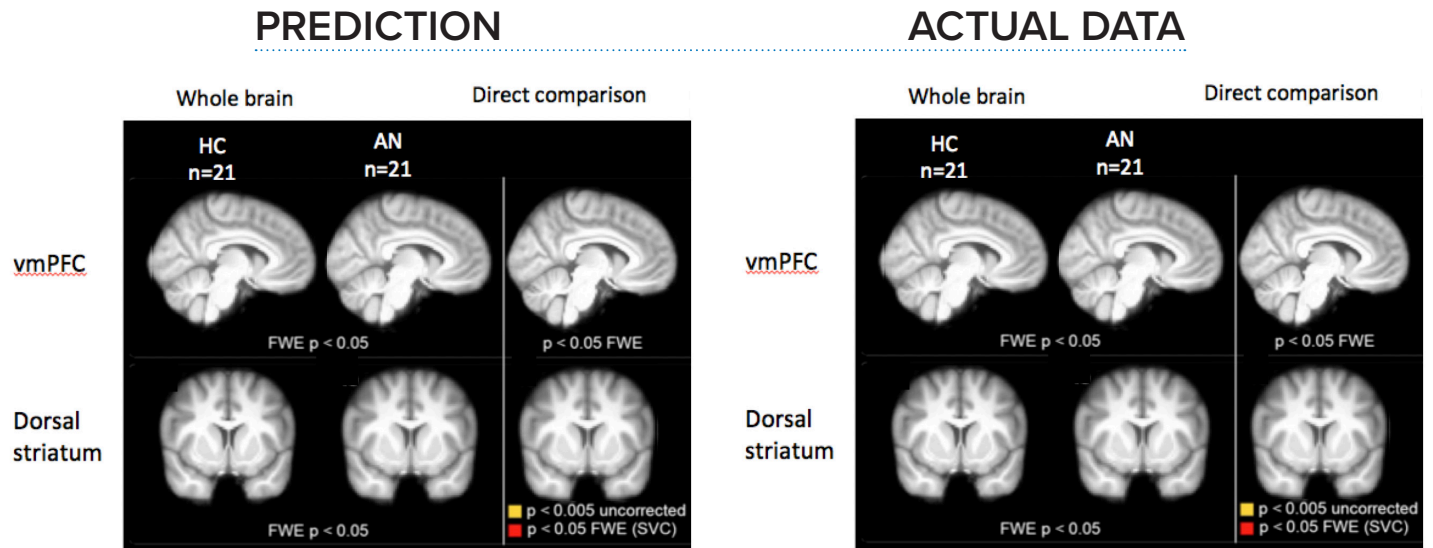 PREDICTION
ACTUAL DATA
Whole brain
Direct comparison
HC
n=21
AN
n=21
vmPFC
FWE p < 0.05
p < 0.05 FWE
Dorsal
striatum
FWE p < 0.05
p < 0.005 uncorrected
p < 0.05 FWE (SVC)
Whole brain
Direct comparison
HC
n=21
AN
n=21
vmPFC
FWE p < 0.05
p < 0.05 FWE
Dorsal
striatum
FWE p < 0.05
p < 0.005 uncorrected
p < 0.05 FWE (SVC)